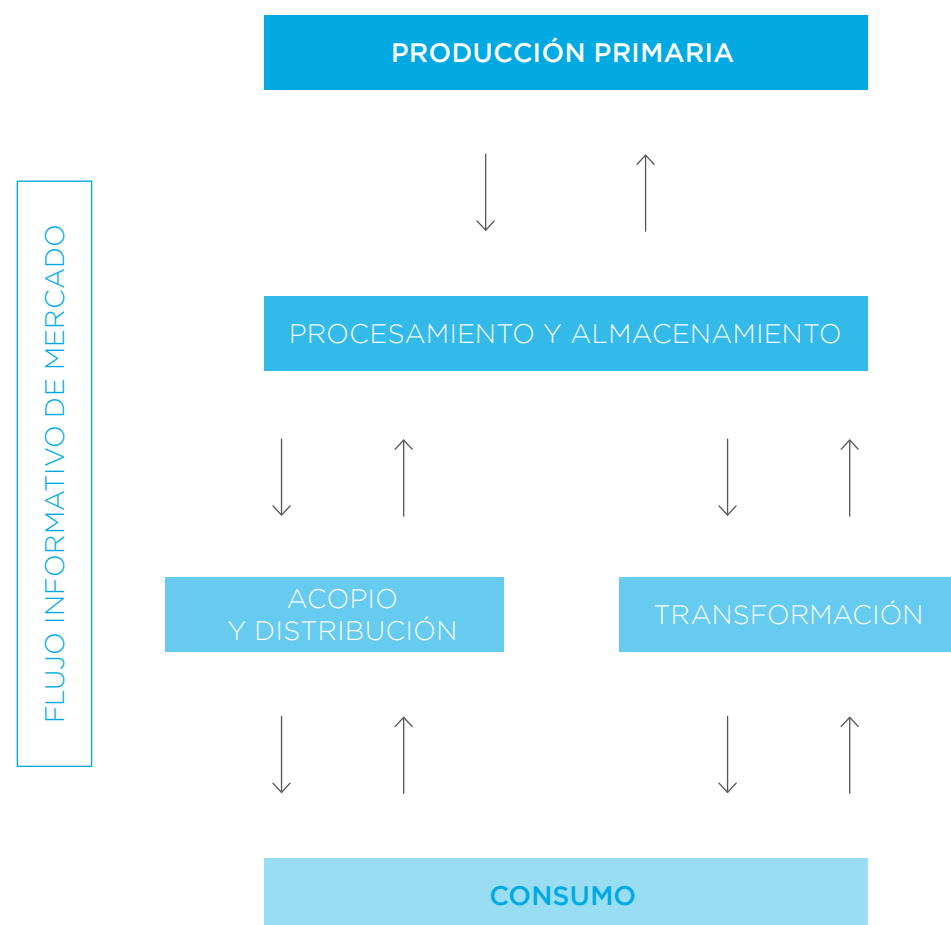 PRODUCCIÓN PRIMARIA
FLUJO INFORMATIVO DE MERCADO
PROCESAMIENTO Y ALMACENAMIENTO
ACOPIO
Y DISTRIBUCIÓN
TRANSFORMACIÓN
CONSUMO